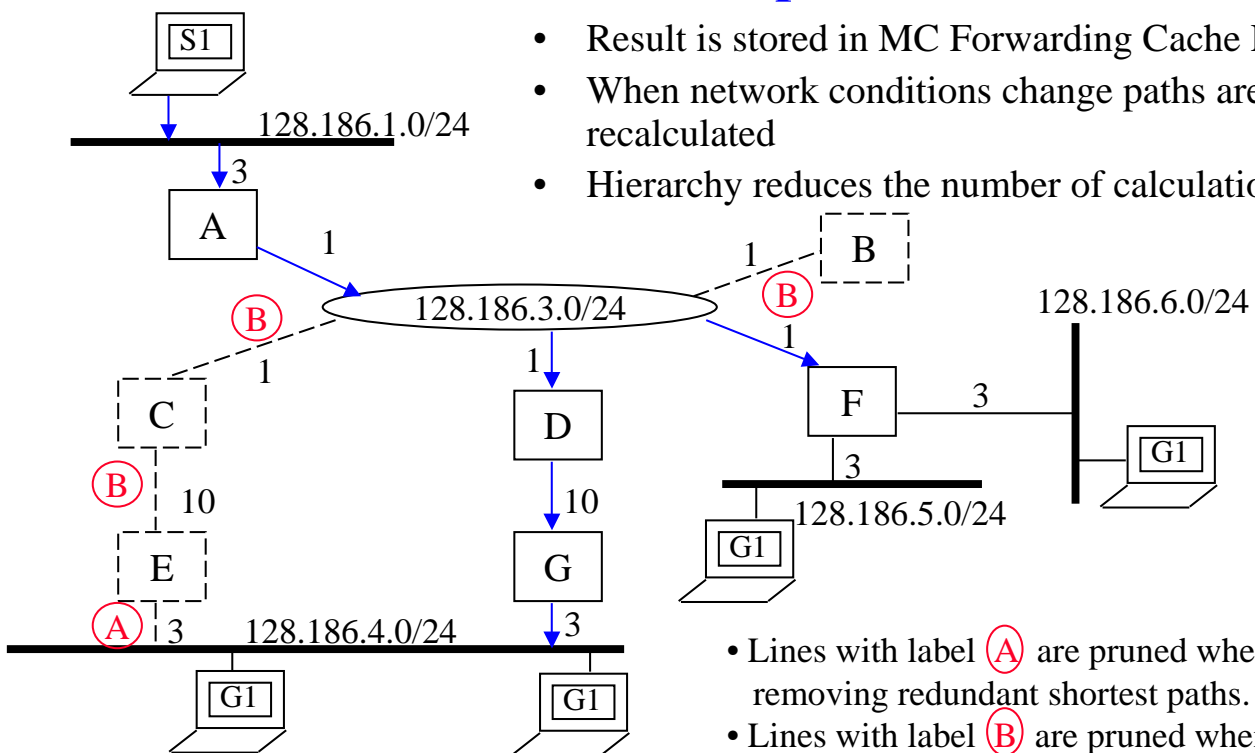 S1
• Result is stored in MC Forwarding Cache
• When network conditions change paths are
recalculated
• Hierarchy reduces the number of
128.186.1.0/24
3
A
1
B
1
B
128.186.3.0/24
128.186.6.0/24
B
1
1
1
C
D
F
3
B
10
10
3
G1
128.186.5.0/24
E
G
G1
A
3
128.186.4.0/24
3
G1
G1
• Lines with label A are pruned
removing redundant shortest paths.
• Lines with label B are pruned